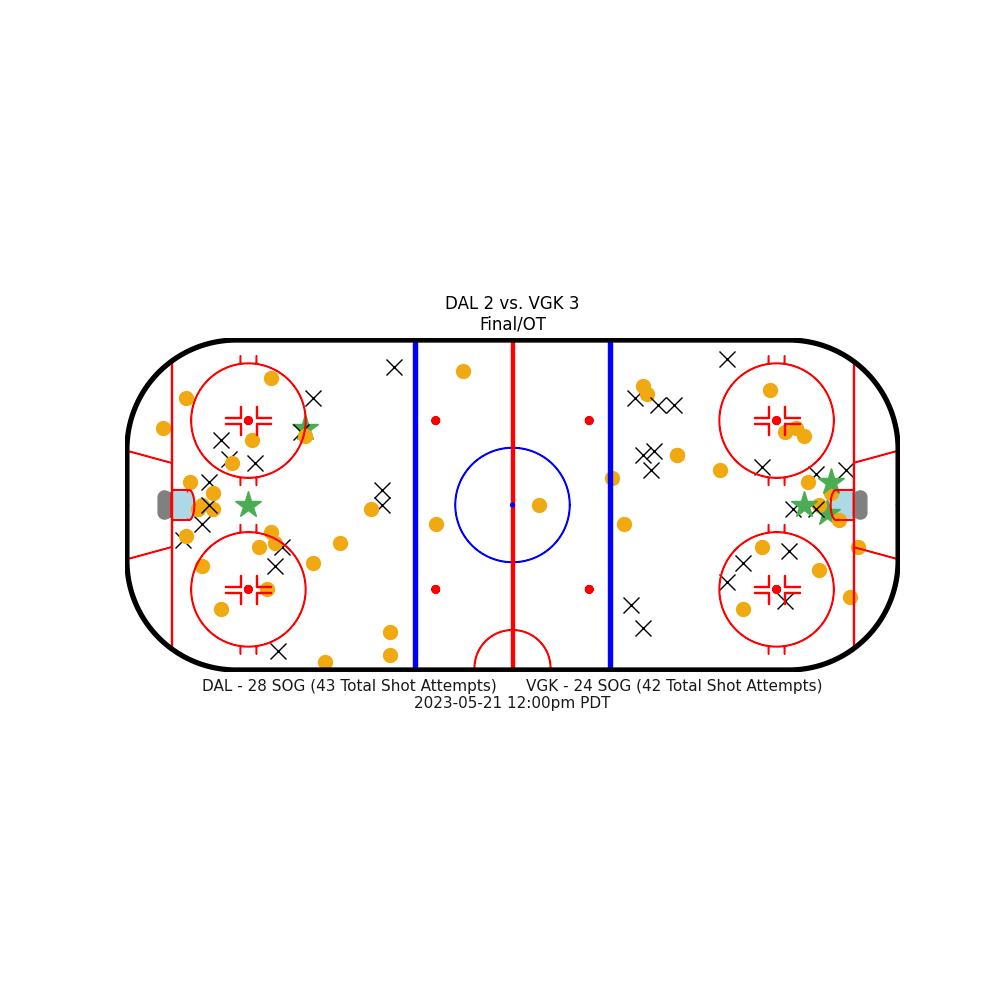 DAL 2 vs. VGK 3
Final/OT
DAL - 28 SOG (43 Total Shot Attempts) VGK - 24 SOG (42 Total Shot Attempts)
2023-05-21 12:00pm PDT